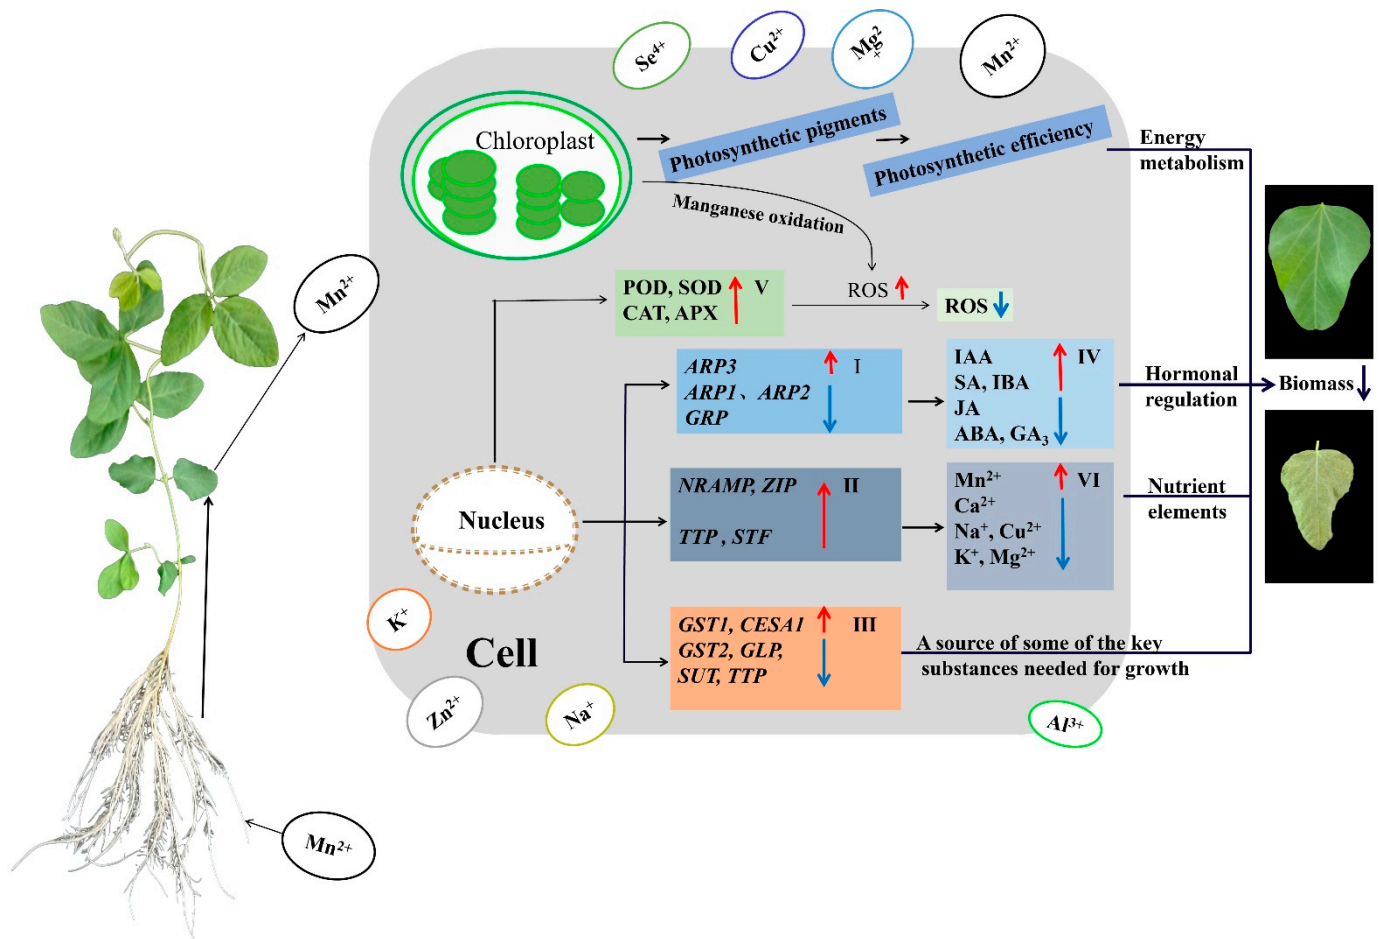 Se⁴⁺
Cu²⁺
Mg²
+
Mn²⁺
Chloroplast
Photosynthetic pigments
Photosynthetic efficiency
Energy
metabolism
Manganese oxidation
Mn²⁺
POD, SOD V
CAT, APX
ROS
ROS
ARP3 I
ARP1、ARP2
GRP
IAA IV
SA, IBA
JA
ABA, GA₃
Hormonal
regulation
Biomass
Nucleus
NRAMP, ZIP II
TTP , STF
Mn²⁺ VI
Ca²⁺
Na⁺, Cu²⁺
K⁺, Mg²⁺
Nutrient
elements
K⁺
Cell
GST1, CESA1 III
GST2, GLP,
SUT, TTP
A source of some of the key
substances needed for growth
Zn²⁺
Na⁺
Al³⁺
Mn²⁺